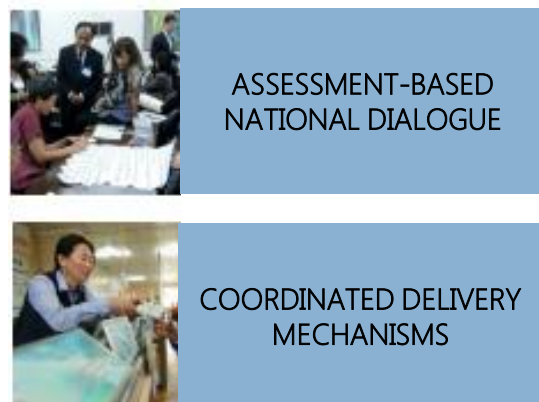 ASSESSMENT-BASED
NATIONAL DIALOGUE
COORDINATED DELIVERY
MECHANISMS